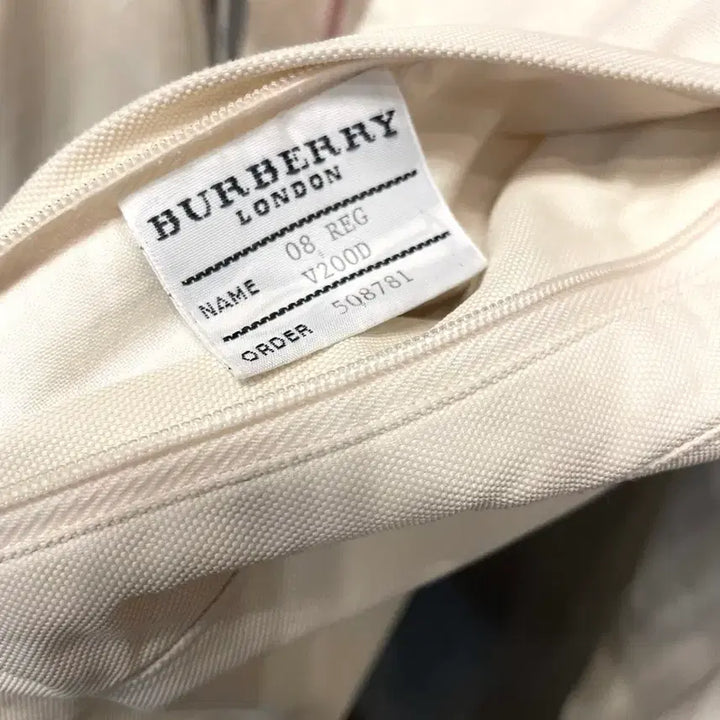 BURBERRY
LONDON
08 REG
NAME V200D
ORDER 508781